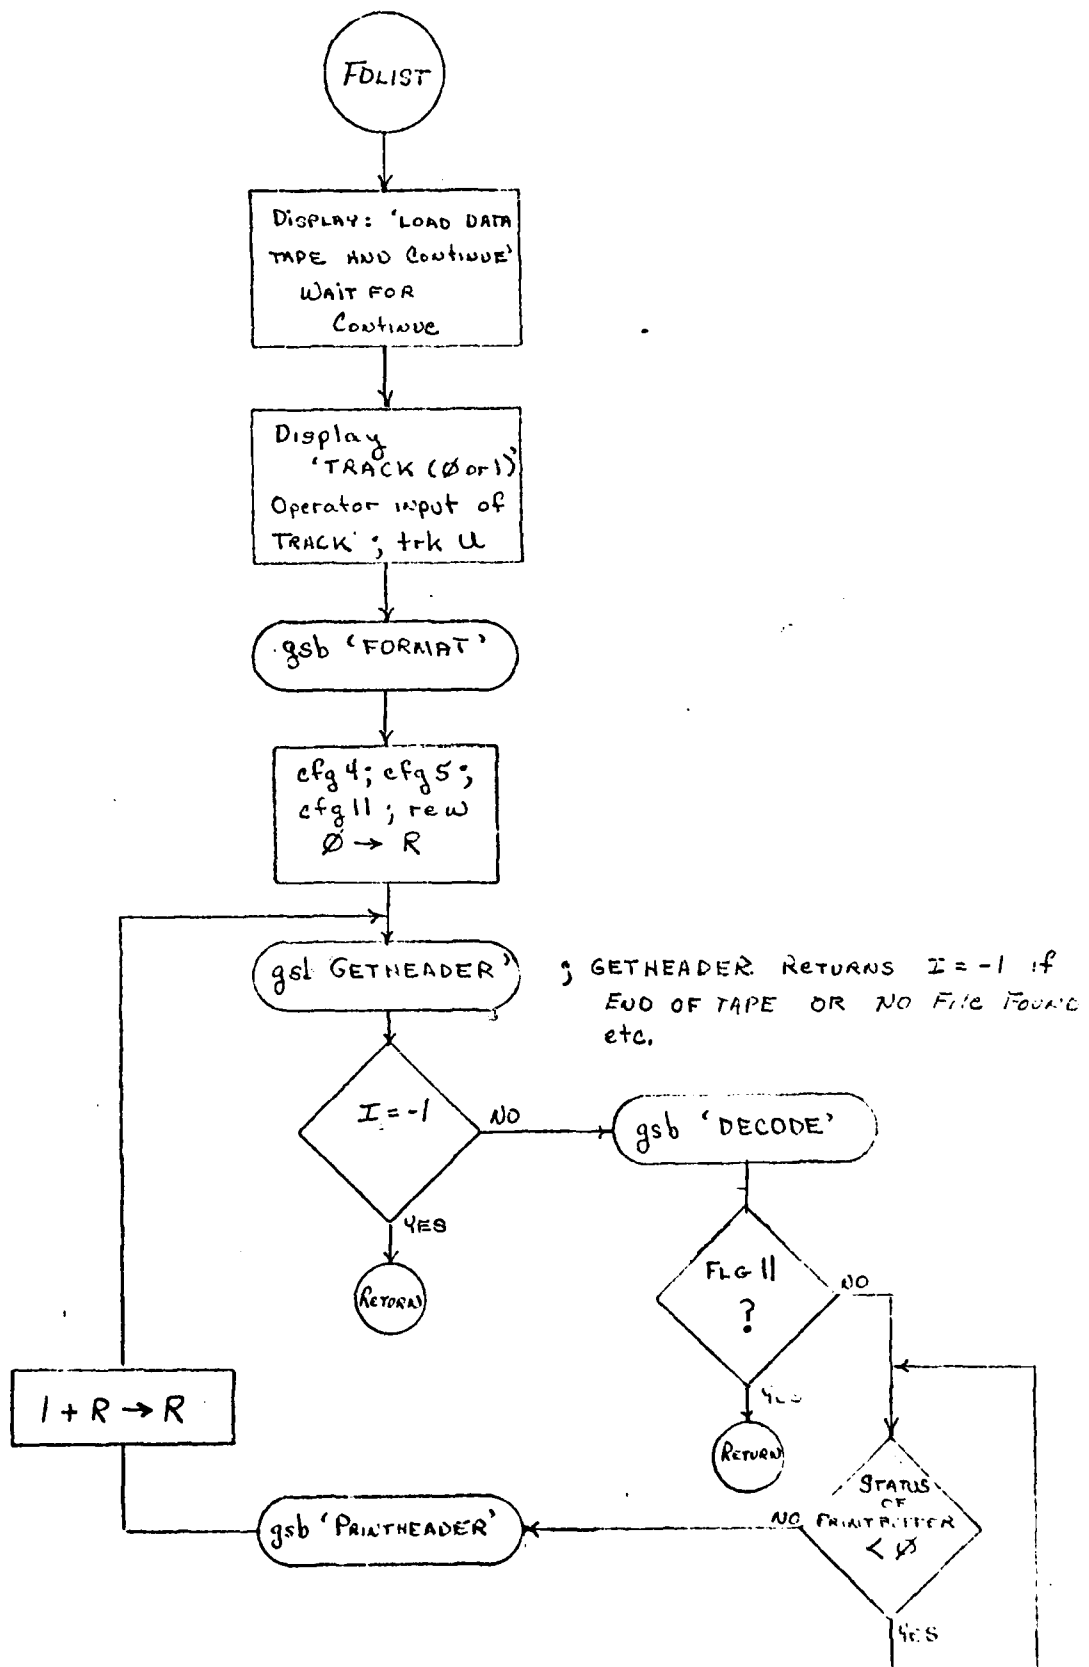 FDLIST
DISPLAY: 'LOAD DATA
TAPE AND CONTINUE'
WAIT FOR
CONTINUE
Display
'TRACK (Ø or 1)'
Operator input of
TRACK ; trk U
gsb 'FORMAT'
cfg 4; cfg 5;
cfg 11; rew
Ø → R
gsb GETHEADER'
; GETHEADER RETURNS I = -1 if
END OF TAPE OR NO FILE FOUND
etc.
I = -1
NO
gsb 'DECODE'
YES
RETURN
FLG 11
?
NO
YES
RETURN
1 + R → R
STATUS
OF
PRINTBUFFER
< Ø
NO
gsb 'PRINTHEADER'
YES